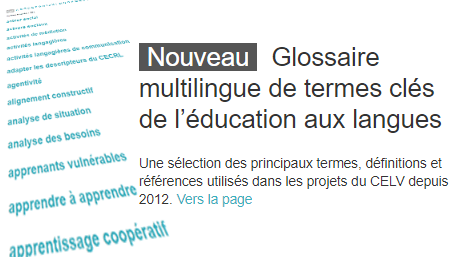 activités de médiation
activités langagières
activités langagières de communication
adapter les descripteurs du CECRL
agentivité
alignement constructif
analyse de situation
analyse des besoins
apprenants vulnérables
apprendre à apprendre
apprentissage coopératif
Nouveau Glossaire
multilingue de termes clés
de l’éducation aux langues
Une sélection des principaux termes, définitions et
références utilisés dans les projets du CELV depuis
2012. Vers la page